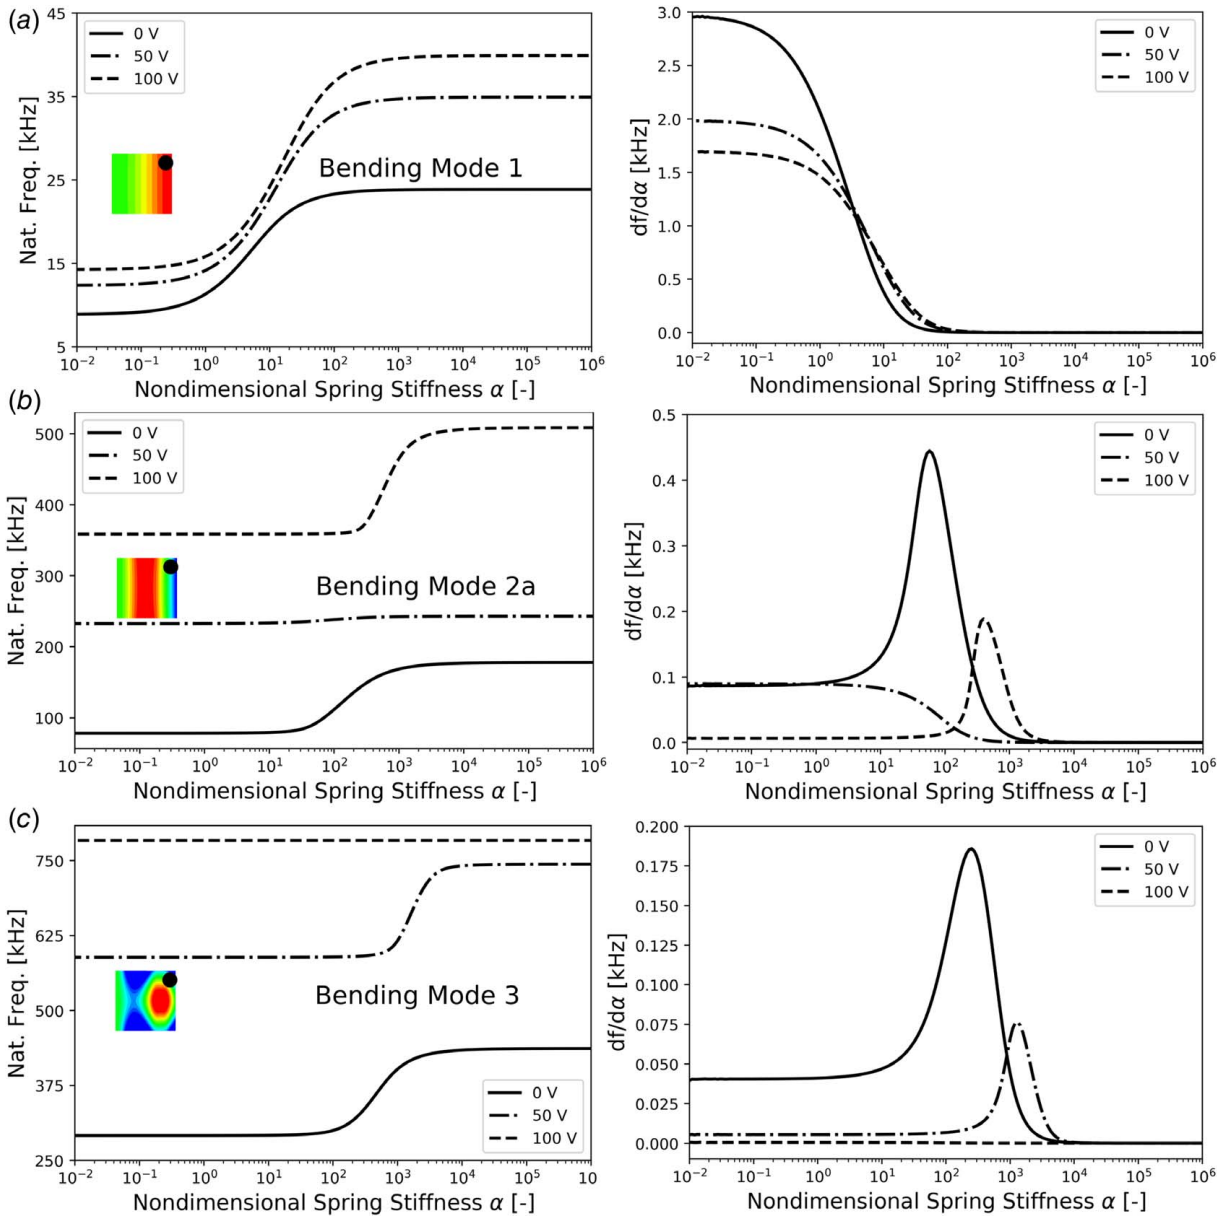 (a)
45
35
25
15
5
Nat. Freq. [kHz]
0 V
50 V
100 V
Bending Mode 1
10⁻² 10⁻¹ 10⁰ 10¹ 10² 10³ 10⁴ 10⁵ 10⁶
Nondimensional Spring Stiffness α [-]
3.0
2.5
2.0
1.5
1.0
0.5
0.0
df/dα [kHz]
0 V
50 V
100 V
10⁻² 10⁻¹ 10⁰ 10¹ 10² 10³ 10⁴ 10⁵ 10⁶
Nondimensional Spring Stiffness α [-]
(b)
500
400
300
200
100
Nat. Freq. [kHz]
0 V
50 V
100 V
Bending Mode 2a
10⁻² 10⁻¹ 10⁰ 10¹ 10² 10³ 10⁴ 10⁵ 10⁶
Nondimensional Spring Stiffness α [-]
0.5
0.4
0.3
0.2
0.1
0.0
df/dα [kHz]
0 V
50 V
100 V
10⁻² 10⁻¹ 10⁰ 10¹ 10² 10³ 10⁴ 10⁵ 10⁶
Nondimensional Spring Stiffness α [-]
(c)
750
625
500
375
250
Nat. Freq. [kHz]
Bending Mode 3
0 V
50 V
100 V
10⁻² 10⁻¹ 10⁰ 10¹ 10² 10³ 10⁴ 10⁵ 10⁶
Nondimensional Spring Stiffness α [-]
0.200
0.175
0.150
0.125
0.100
0.075
0.050
0.025
0.000
df/dα [kHz]
0 V
50 V
100 V
10⁻² 10⁻¹ 10⁰ 10¹ 10² 10³ 10⁴ 10⁵ 10⁶
Nondimensional Spring Stiffness α [-]